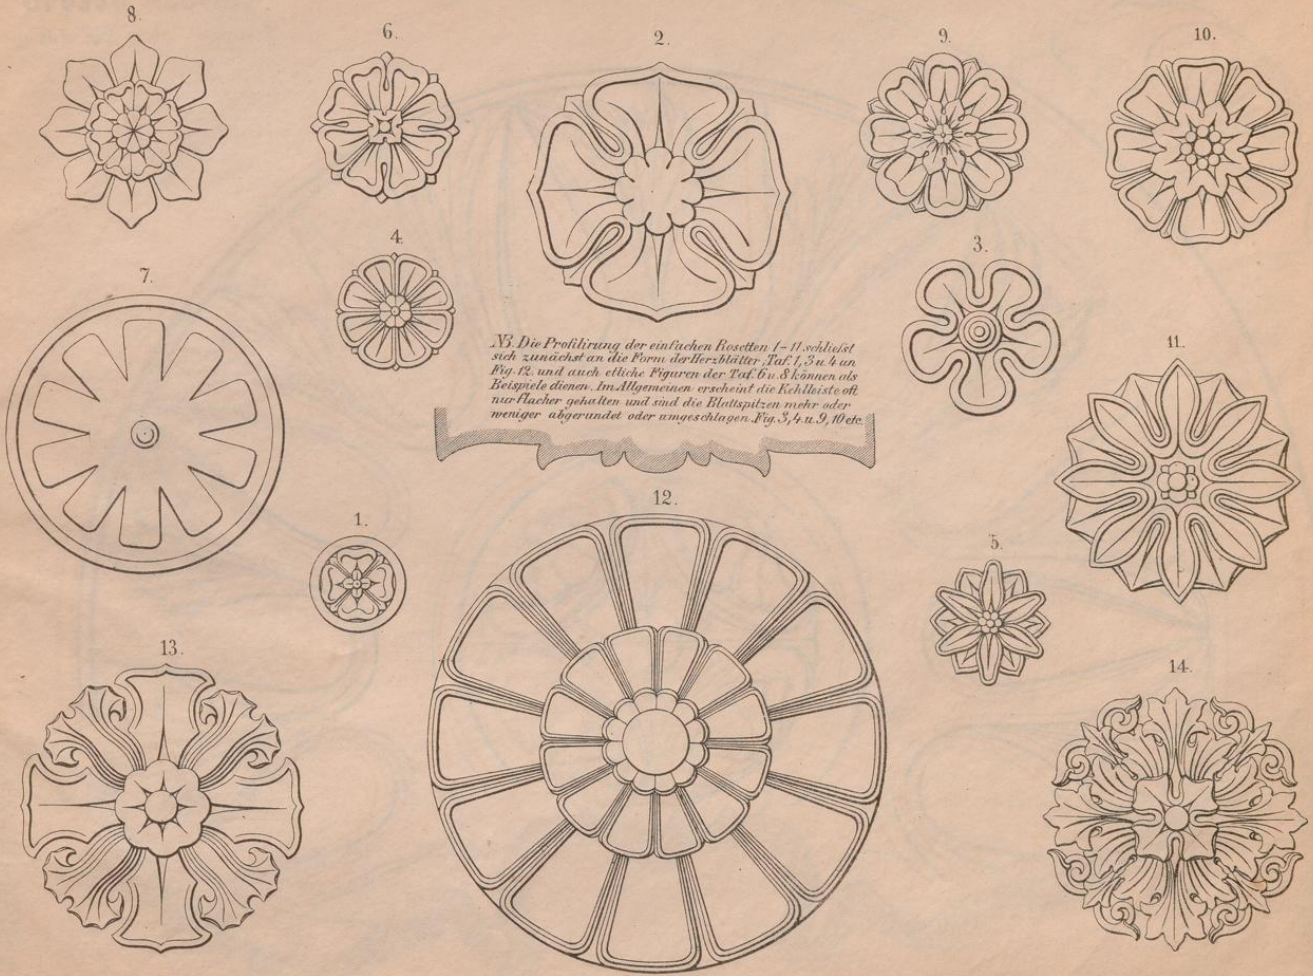 8.
6.
2.
9.
10.
4.
3.
7.
11.
NB. Die Profilirung der einfachen Rosetten 1-11 schließt
sich zunächst an die Form der Herzblätter, Taf. 1, 3 u. 4 an
Fig. 12. und auch etliche Figuren der Taf. 6 u. 8 können als
Beispiele dienen. Im Allgemeinen erscheint die Kehlleiste oft
nur flacher gehalten und sind die Blattspitzen mehr oder
weniger abgerundet oder umgeschlagen. Fig. 3, 4 u. 9, 10 etc.
12.
1.
5.
13.
14.